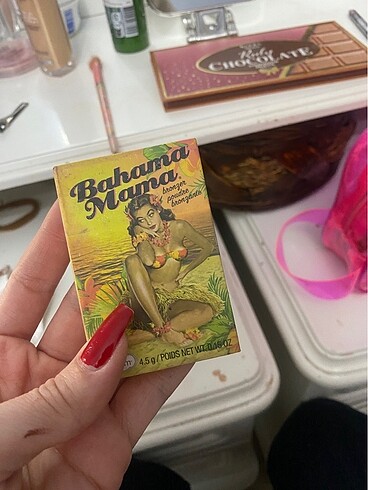 CHOCOLATE
Bahama
Mama
bronzer
poudre
bronzante
4.5 g / POIDS NET WT. 0.16 OZ